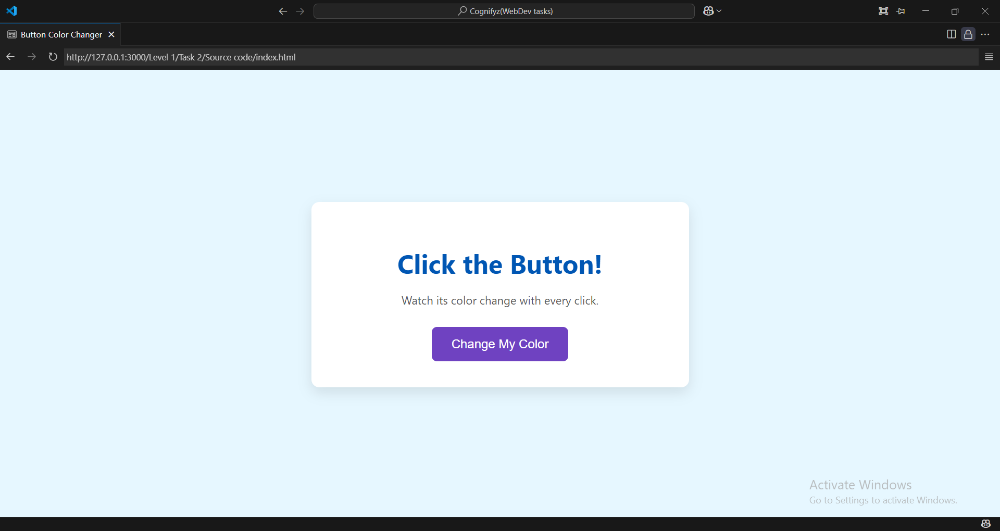 Cognifyz(WebDev tasks)
Button Color Changer
http://127.0.0.1:3000/Level 1/Task 2/Source code/index.html
Click the Button!
Watch its color change with every click.
Change My Color
Activate Windows
Go to Settings to activate Windows.